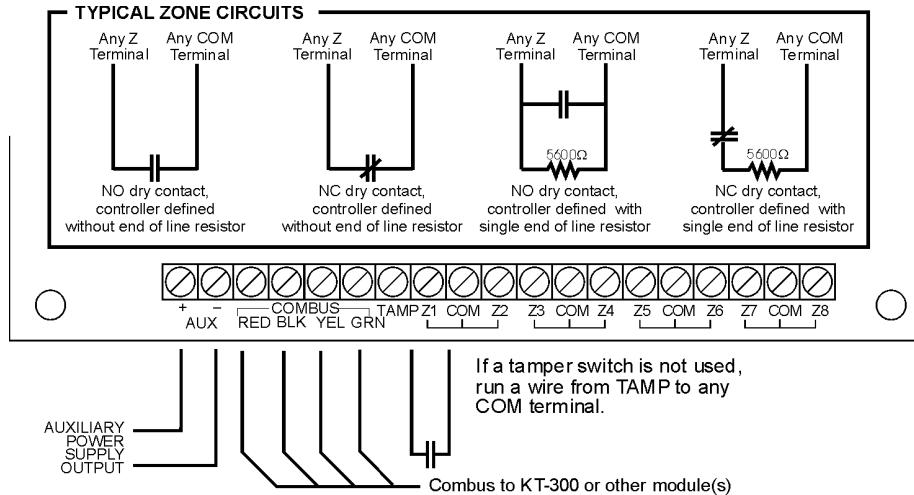 TYPICAL ZONE CIRCUITS
Any Z Terminal
Any COM Terminal
Any Z Terminal
Any COM Terminal
Any Z Terminal
Any COM Terminal
Any Z Terminal
Any COM Terminal
5600Ω
5600Ω
NO dry contact,
controller defined
without end of line resistor
NC dry contact,
controller defined
without end of line resistor
NO dry contact,
controller defined with
single end of line resistor
NC dry contact,
controller defined with
single end of line resistor
+ − COMBUS TAMP Z1 COM Z2 Z3 COM Z4 Z5 COM Z6 Z7 COM Z8
AUX RED BLK YEL GRN
If a tamper switch is not used,
run a wire from TAMP to any
COM terminal.
AUXILIARY
POWER
SUPPLY
OUTPUT
Combus to KT-300 or other module(s)